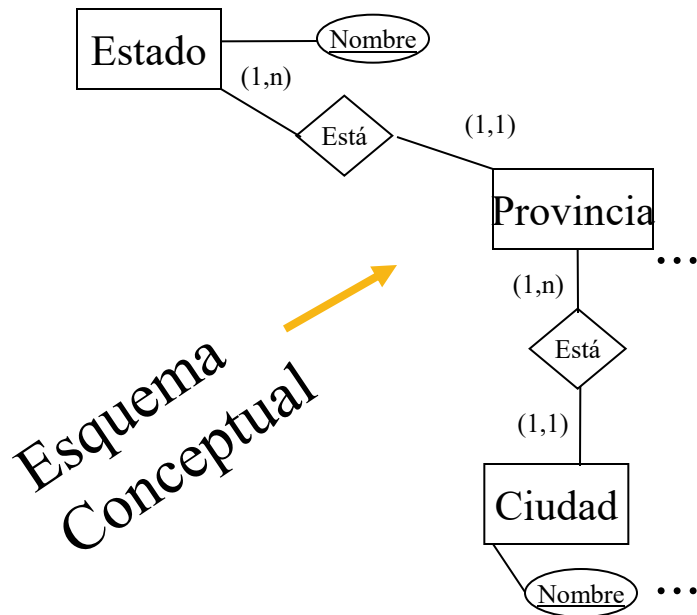 Estado
Nombre
(1,n)
Está
(1,1)
Provincia
...
(1,n)
Está
Esquema
Conceptual
(1,1)
Ciudad
Nombre
...